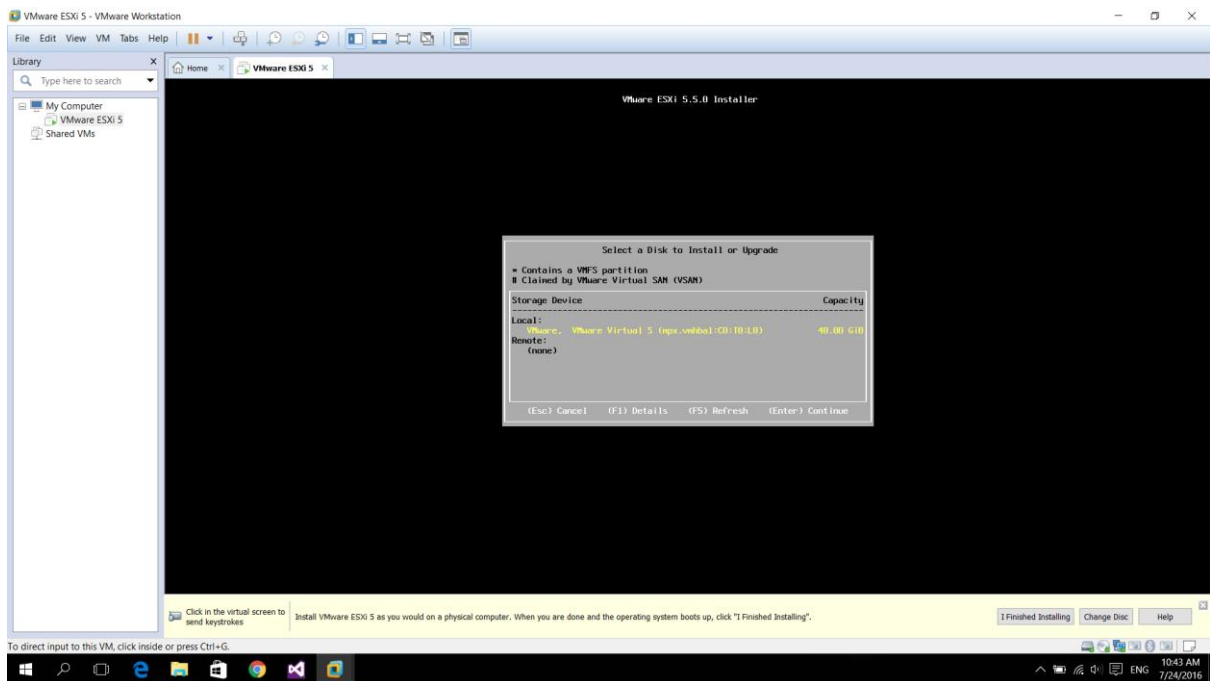 VMware ESXi 5 - VMware Workstation
File Edit View VM Tabs Help
Library
Type here to search
My Computer
VMware ESXi 5
Shared VMs
Home
VMware ESXi 5
VMware ESXi 5.5.0 Installer
Select a Disk to Install or Upgrade
* Contains a VMFS partition
# Claimed by VMware Virtual SAN (VSAN)
Storage Device Capacity
Local:
VMware, VMware Virtual S (mpx.vmhba1:C0:T0:L0) 40.00 GiB
Remote:
(none)
(Esc) Cancel (F1) Details (F5) Refresh (Enter) Continue
Click in the virtual screen to
send keystrokes
Install VMware ESXi 5 as you would on a physical computer. When you are done and the operating system boots up, click "I Finished Installing".
I Finished Installing Change Disc Help
To direct input to this VM, click inside or press Ctrl+G.
ENG
10:43 AM
7/24/2016